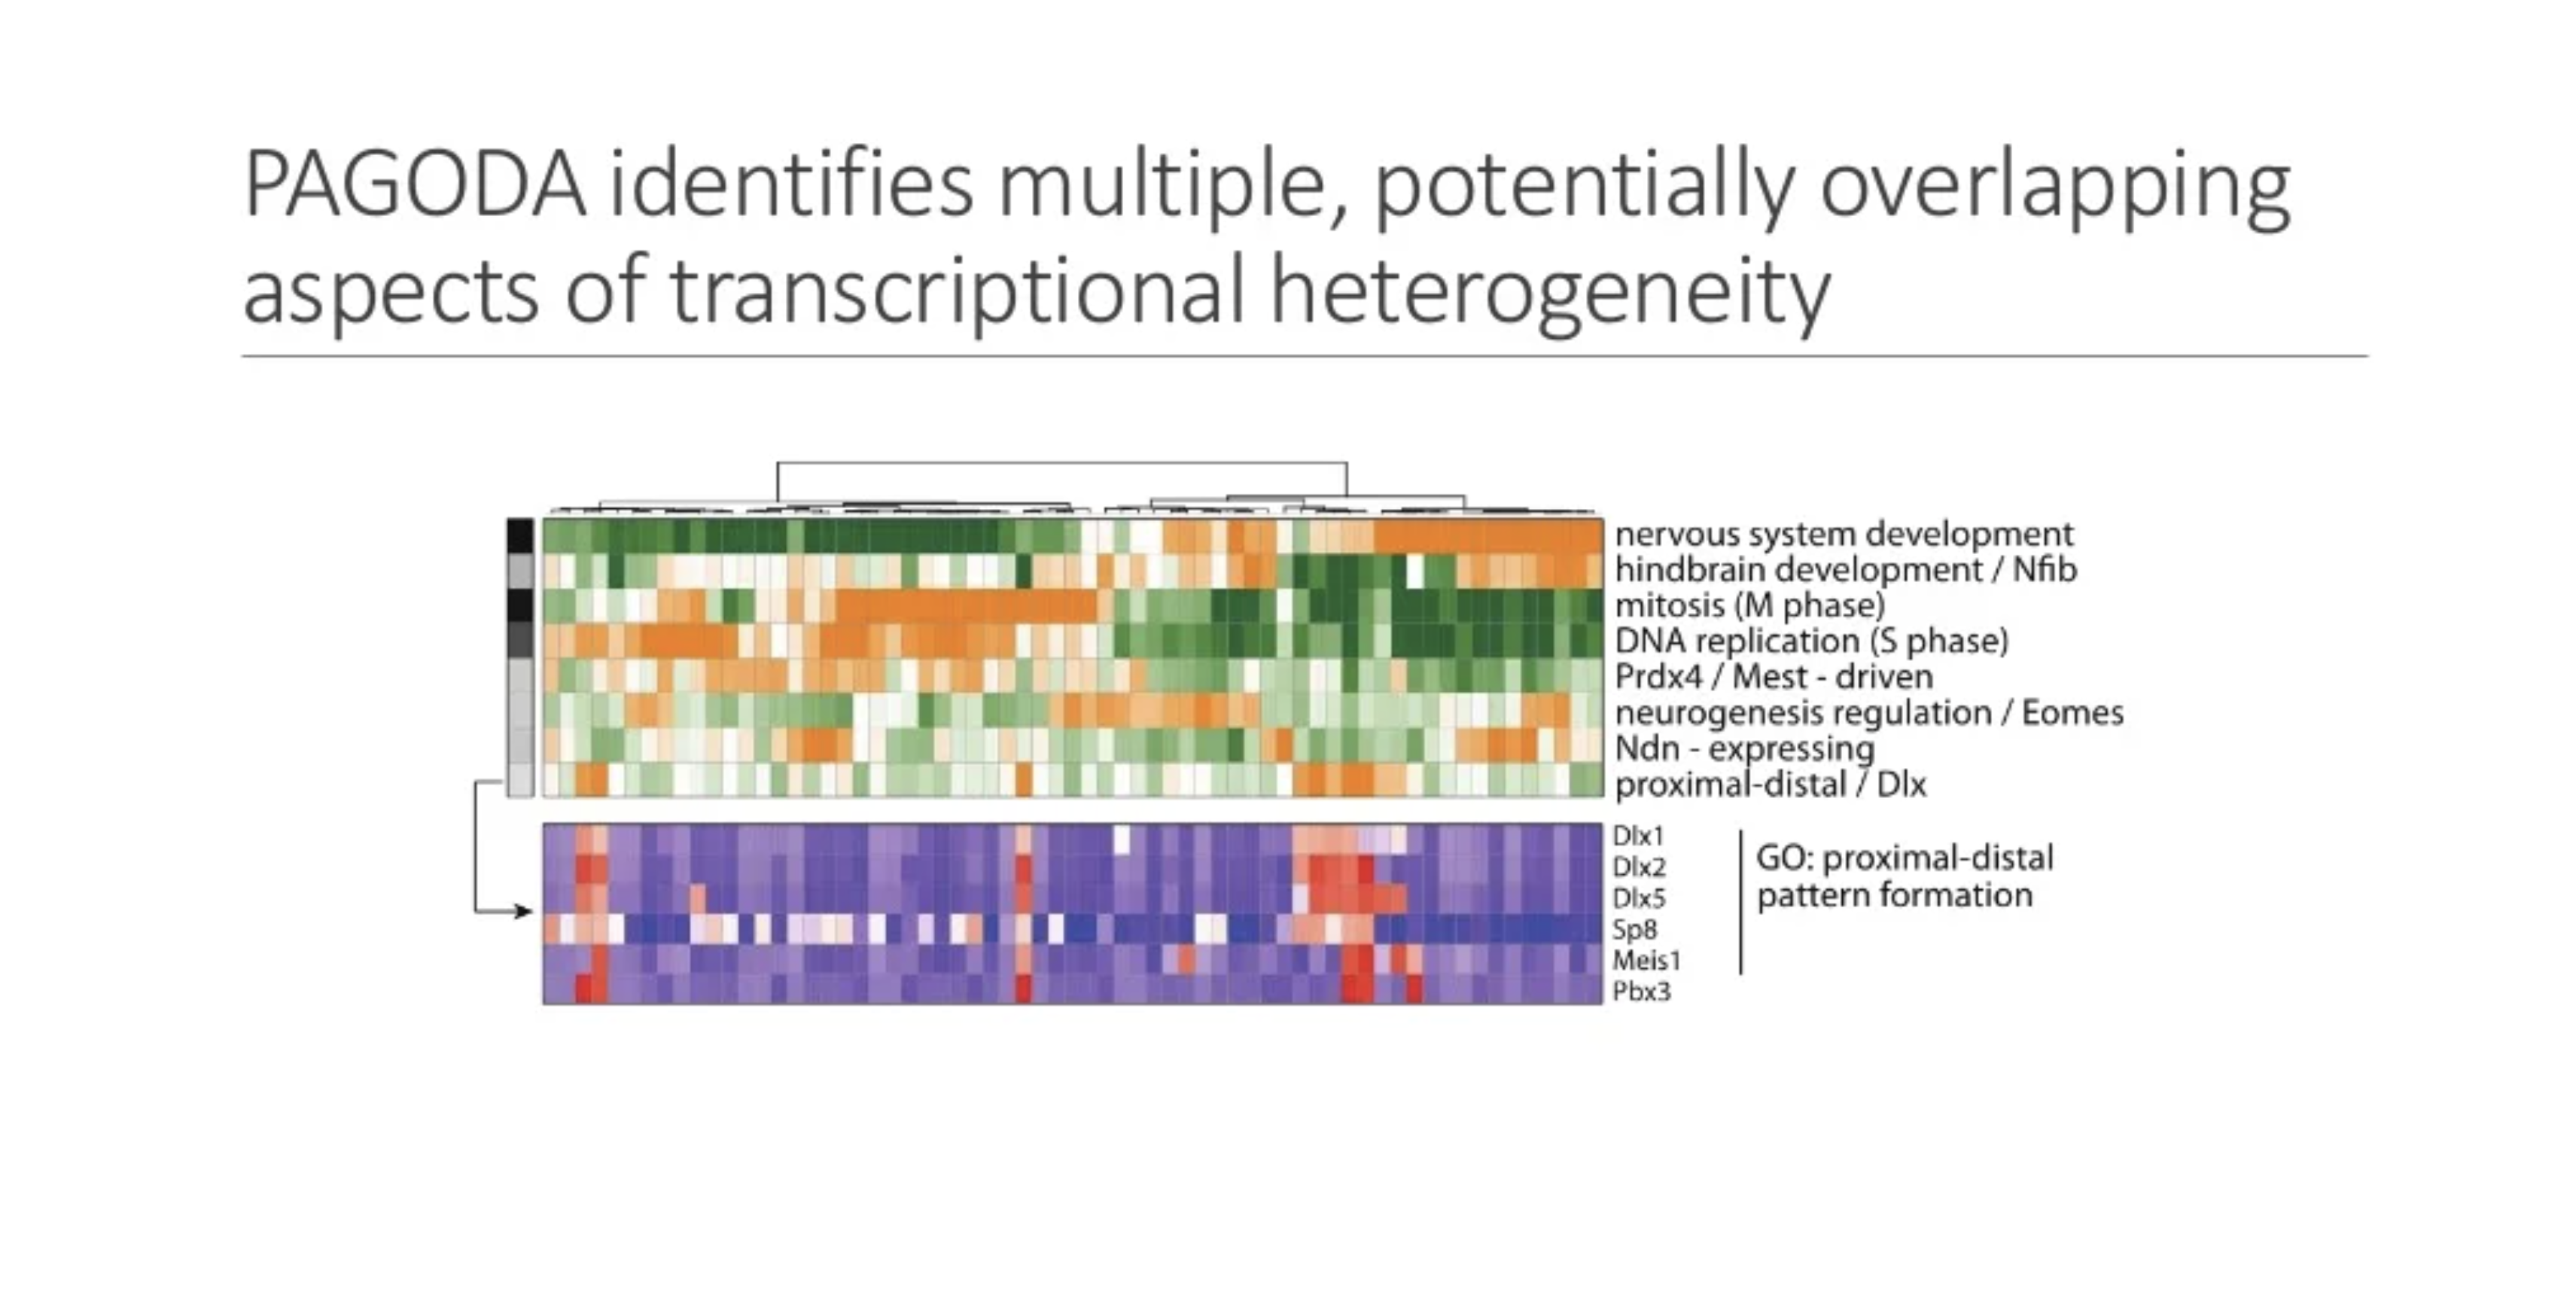 PAGODA identifies multiple, potentially overlapping
aspects of transcriptional heterogeneity
nervous system development
hindbrain development / Nfib
mitosis (M phase)
DNA replication (S phase)
Prdx4 / Mest - driven
neurogenesis regulation / Eomes
Ndn - expressing
proximal-distal / Dlx
Dlx1
Dlx2
Dlx5
Sp8
Meis1
Pbx3
GO: proximal-distal
pattern formation